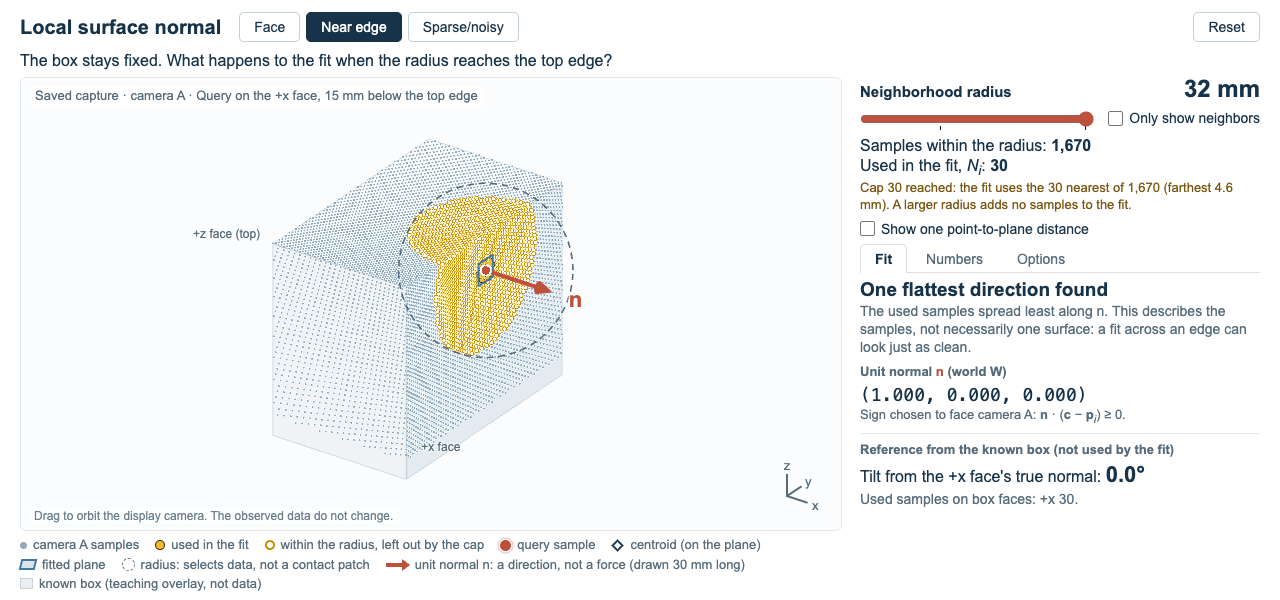 Local surface normal
Face
Near edge
Sparse/noisy
Reset
The box stays fixed. What happens to the fit when the radius reaches the top edge?
Saved capture · camera A · Query on the +x face, 15 mm below the top edge
+z face (top)
n
+x face
z
y
x
Drag to orbit the display camera. The observed data do not change.
camera A samples
used in the fit
within the radius, left out by the cap
query sample
centroid (on the plane)
fitted plane
radius: selects data, not a contact patch
unit normal n: a direction, not a force (drawn 30 mm long)
known box (teaching overlay, not data)
Neighborhood radius
32 mm
Only show neighbors
Samples within the radius: 1,670
Used in the fit, Nᵢ: 30
Cap 30 reached: the fit uses the 30 nearest of 1,670 (farthest 4.6
mm). A larger radius adds no samples to the fit.
Show one point-to-plane distance
Fit
Numbers
Options
One flattest direction found
The used samples spread least along n. This describes the
samples, not necessarily one surface: a fit across an edge can
look just as clean.
Unit normal n (world W)
(1.000, 0.000, 0.000)
Sign chosen to face camera A: n · (c − pᵢ) ≥ 0.
Reference from the known box (not used by the fit)
Tilt from the +x face's true normal: 0.0°
Used samples on box faces: +x 30.